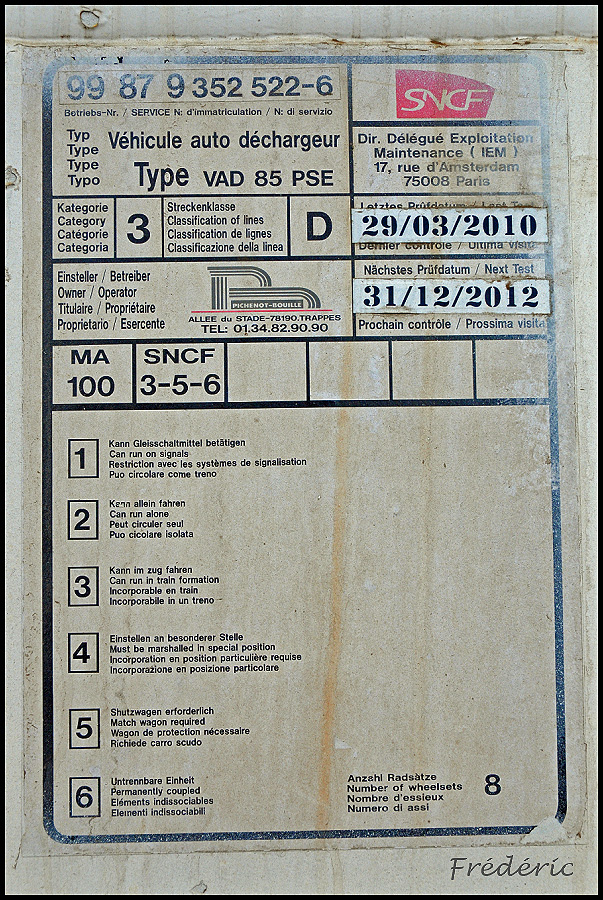 99 87 9 352 522-6
Betriebs-Nr. / SERVICE N: d'immatriculation / N: di servizio
SNCF
Typ
Type
Type
Typo
Véhicule auto déchargeur
Type VAD 85 PSE
Dir. Délégué Exploitation
Maintenance ( IEM )
17, rue d'Amsterdam
75008 Paris
Kategorie
Category
Catégorie
Categoria
3
Streckenklasse
Classification of lines
Classification de lignes
Classificazione della linea
D
Letztes Prüfdatum / Last Test
29/03/2010
Dernier contrôle / Ultima visita
Einsteller / Betreiber
Owner / Operator
Titulaire / Propriétaire
Proprietario / Esercente
PICHENOT-BOUILLE
ALLEE du STADE-78190.TRAPPES
TEL: 01.34.82.90.90
Nächstes Prüfdatum / Next Test
31/12/2012
Prochain contrôle / Prossima visita
MA
100
SNCF
3-5-6
1
Kann Gleisschaltmittel betätigen
Can run on signals
Restriction avec les systèmes de signalisation
Puo circolare come treno
2
Kann allein fahren
Can run alone
Peut circuler seul
Puo cicolare isolata
3
Kann im zug fahren
Can run in train formation
Incorporable en train
Incorporabile in un treno
4
Einstellen an besonderer Stelle
Must be marshalled in special position
Incorporation en position particulière requise
Incorporazione en posizione particolare
5
Shutzwagen erforderlich
Match wagon required
Wagon de protection nécessaire
Richiede carro scudo
6
Untrennbare Einheit
Permanently coupled
Eléments indissociables
Elementi indissociabili
Anzahl Radsàtze
Number of wheelsets
Nombre d'essieux
Numero di assi
8
Frédéric